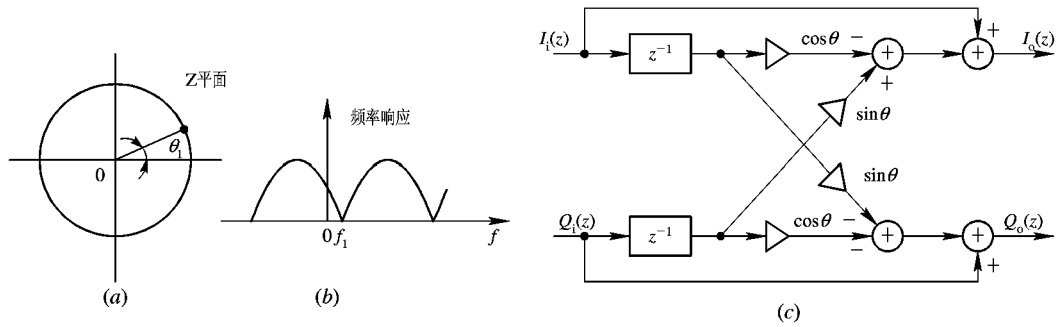 Z平面
θ₁
0
(a)
频率响应
0 f₁
f
(b)
Iᵢ(z)
z⁻¹
cosθ
−
+
+
+
+
Iₒ(z)
sinθ
sinθ
Qᵢ(z)
z⁻¹
cosθ
−
−
+
+
+
Qₒ(z)
(c)